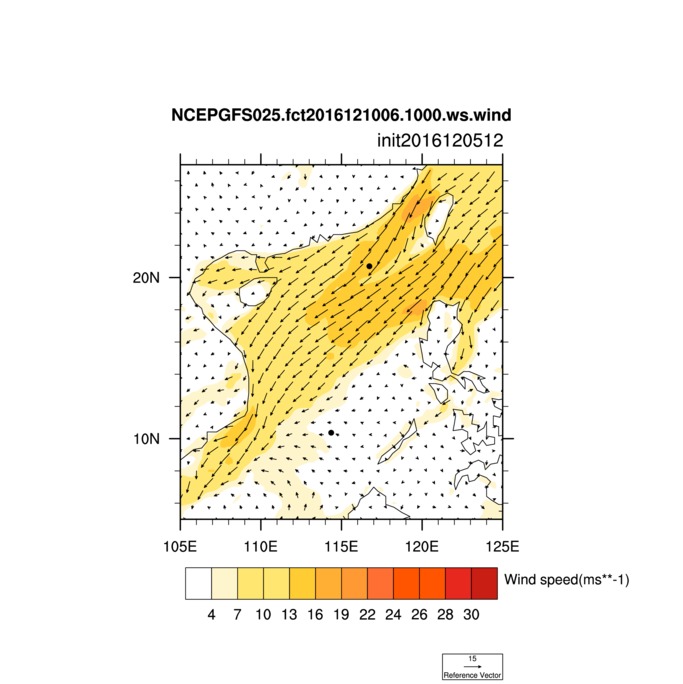 NCEPGFS025.fct2016121006.1000.ws.wind
init2016120512
20N
10N
105E 110E 115E 120E 125E
Wind speed(ms**-1)
4 7 10 13 16 19 22 24 26 28 30
15
Reference Vector